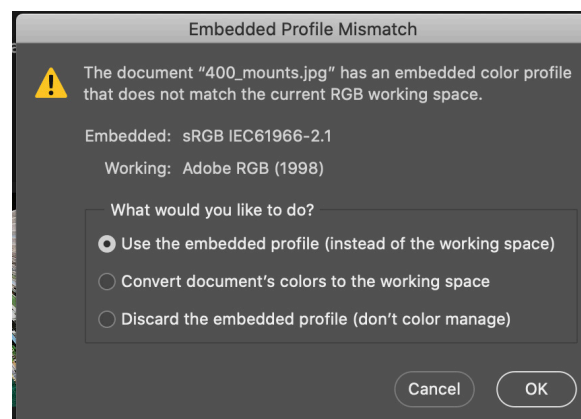 Embedded Profile Mismatch
The document “400_mounts.jpg” has an embedded color profile
that does not match the current RGB working space.
Embedded: sRGB IEC61966-2.1
Working: Adobe RGB (1998)
What would you like to do?
Use the embedded profile (instead of the working space)
Convert document’s colors to the working space
Discard the embedded profile (don’t color manage)
Cancel OK